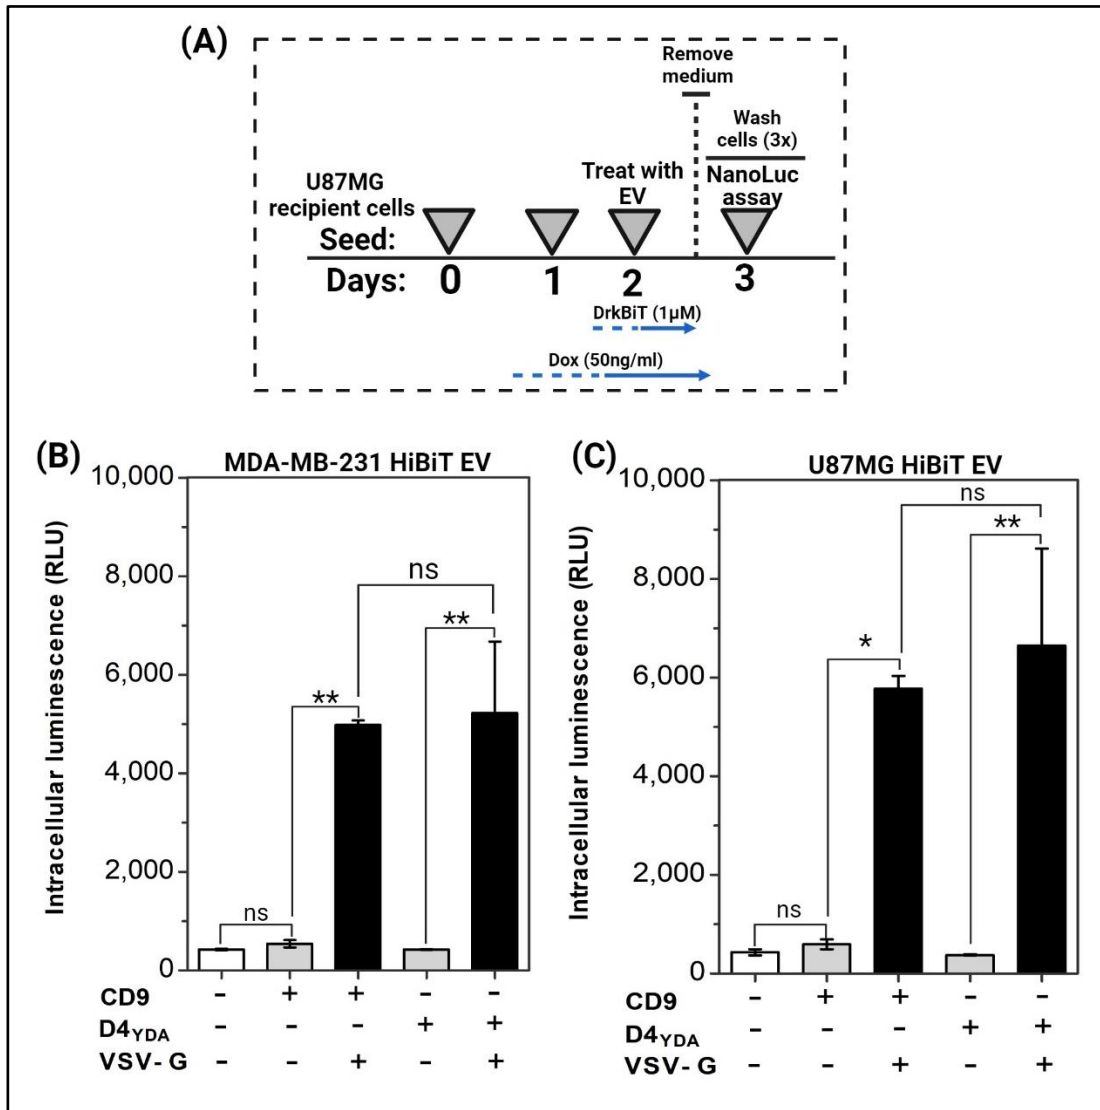 (A)
Remove
medium
Wash
cells (3x)
NanoLuc
assay
Treat with
EV
U87MG
recipient cells
Seed:
Days: 0 1 2 3
DrkBiT (1µM)
Dox (50ng/ml)
(B)
MDA-MB-231 HiBiT EV
Intracellular luminescence (RLU)
10,000
8,000
6,000
4,000
2,000
0
ns
**
ns
**
CD9 - + + - -
D4YDA - - - + +
VSV- G - - + - +
(C)
U87MG HiBiT EV
Intracellular luminescence (RLU)
10,000
8,000
6,000
4,000
2,000
0
ns
*
ns
**
CD9 - + + - -
D4YDA - - - + +
VSV- G - - + - +